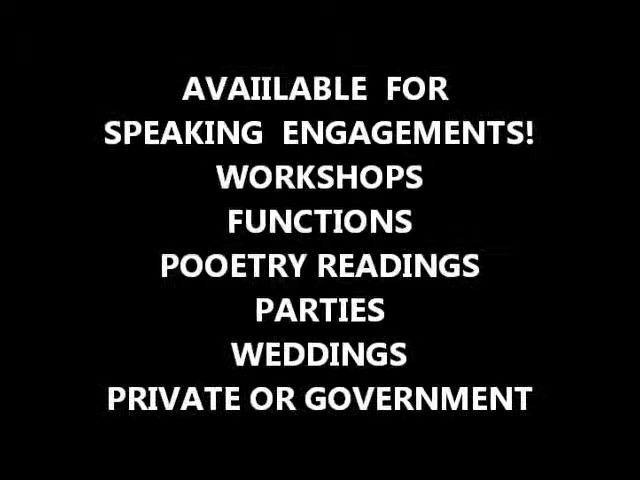 AVAIILABLE FOR
SPEAKING ENGAGEMENTS!
WORKSHOPS
FUNCTIONS
POOETRY READINGS
PARTIES
WEDDINGS
PRIVATE OR GOVERNMENT